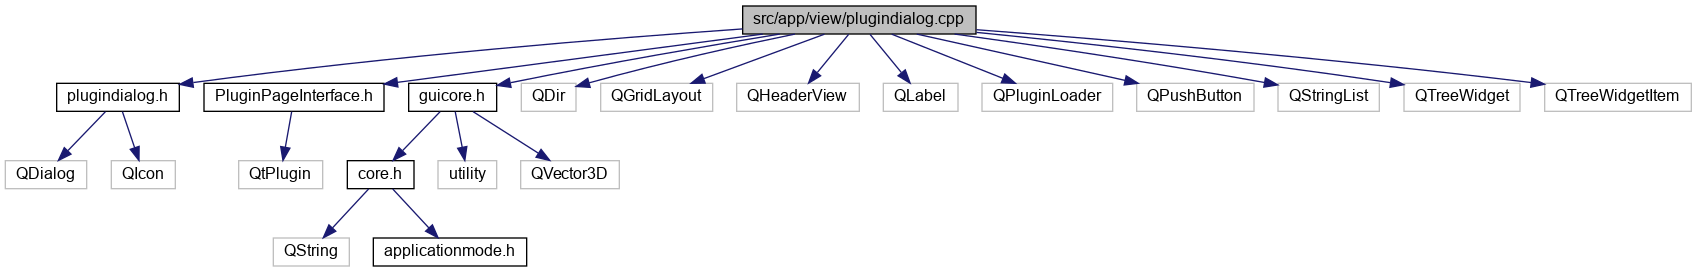 src/app/view/plugindialog.cpp
plugindialog.h
PluginPageInterface.h
guicore.h
QDir
QGridLayout
QHeaderView
QLabel
QPluginLoader
QPushButton
QStringList
QTreeWidget
QTreeWidgetItem
QDialog
QIcon
QtPlugin
core.h
utility
QVector3D
QString
applicationmode.h